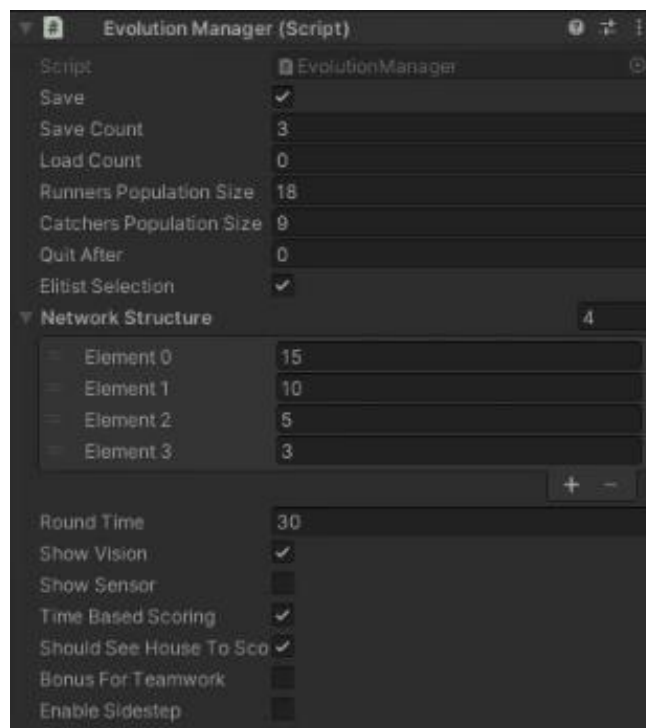 Evolution Manager (Script)
Script EvolutionManager
Save
Save Count 3
Load Count 0
Runners Population Size 18
Catchers Population Size 9
Quit After 0
Elitist Selection
Network Structure 4
Element 0 15
Element 1 10
Element 2 5
Element 3 3
+ -
Round Time 30
Show Vision
Show Sensor
Time Based Scoring
Should See House To Sco
Bonus For Teamwork
Enable Sidestep